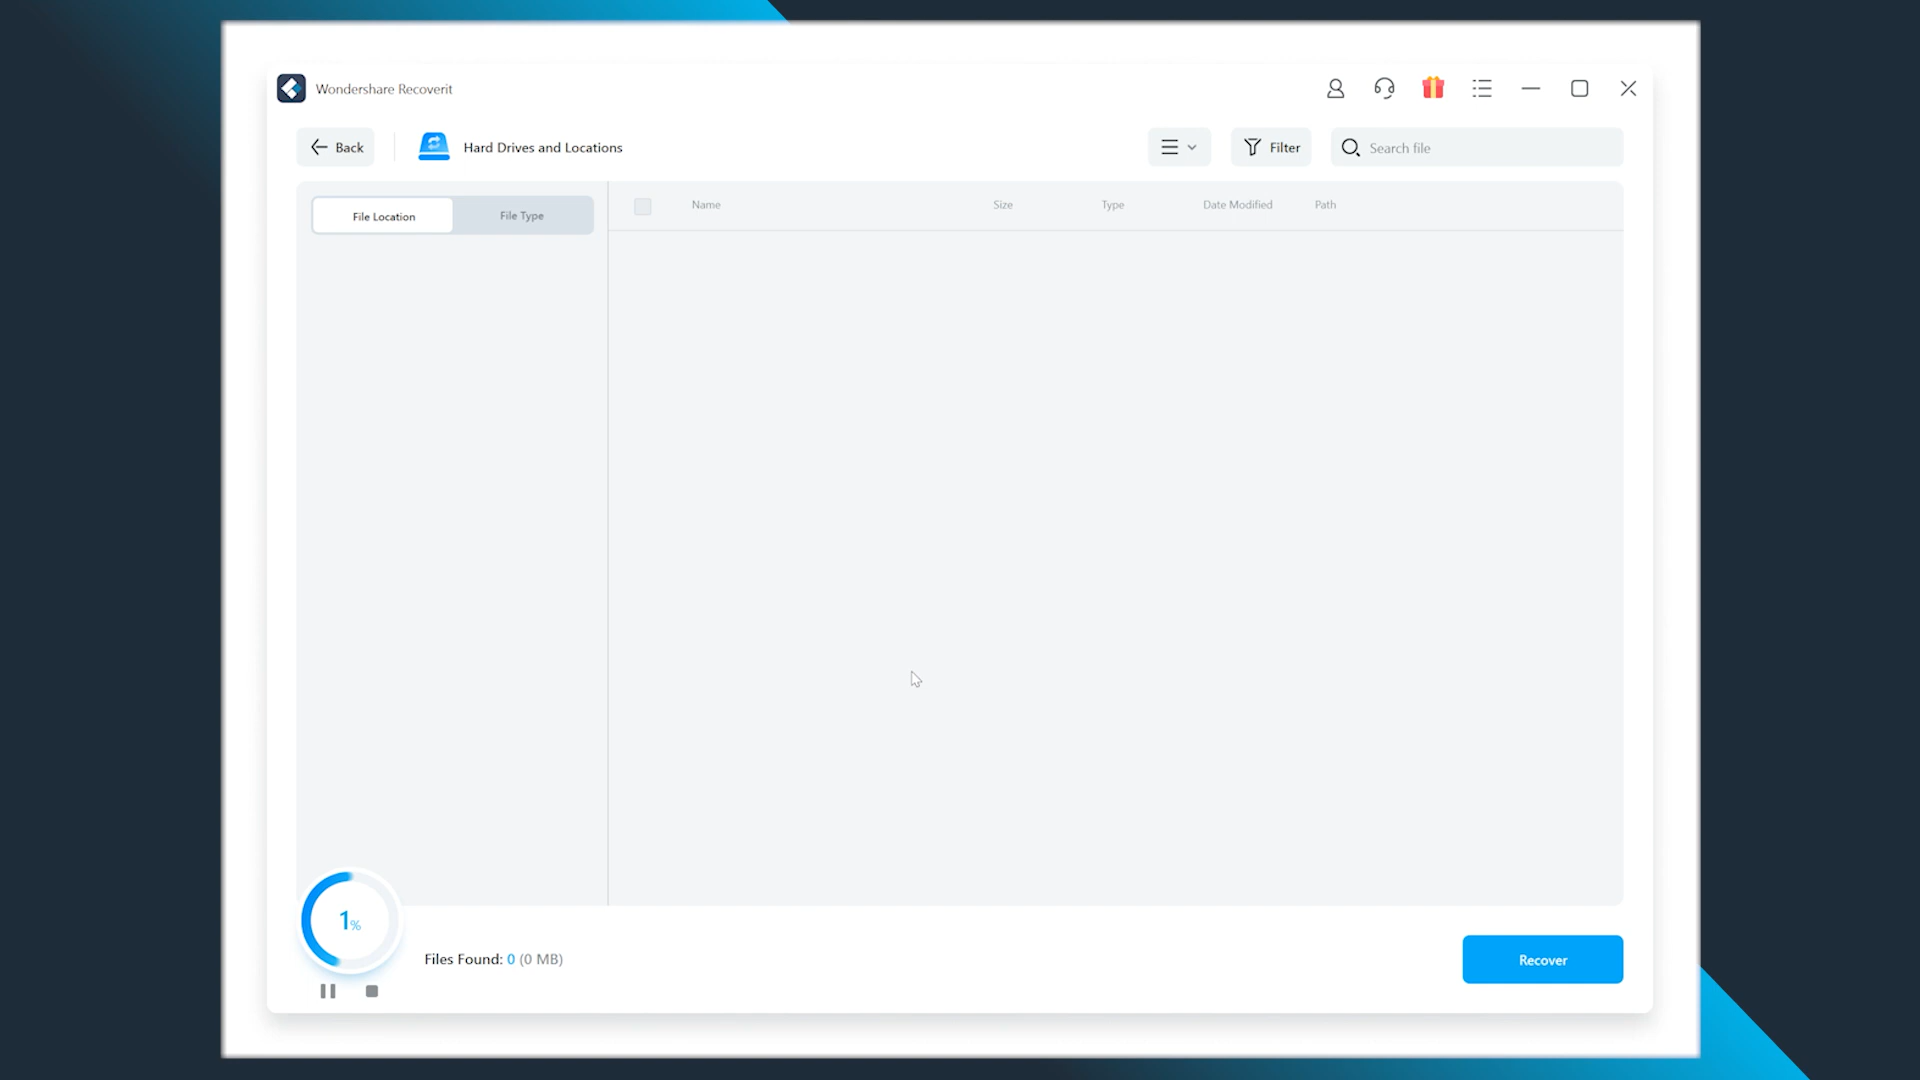 Wondershare Recoverit
Back
Hard Drives and Locations
Filter
Search file
File Location
File Type
Name
Size
Type
Date Modified
Path
1%
Files Found: 0 (0 MB)
Recover